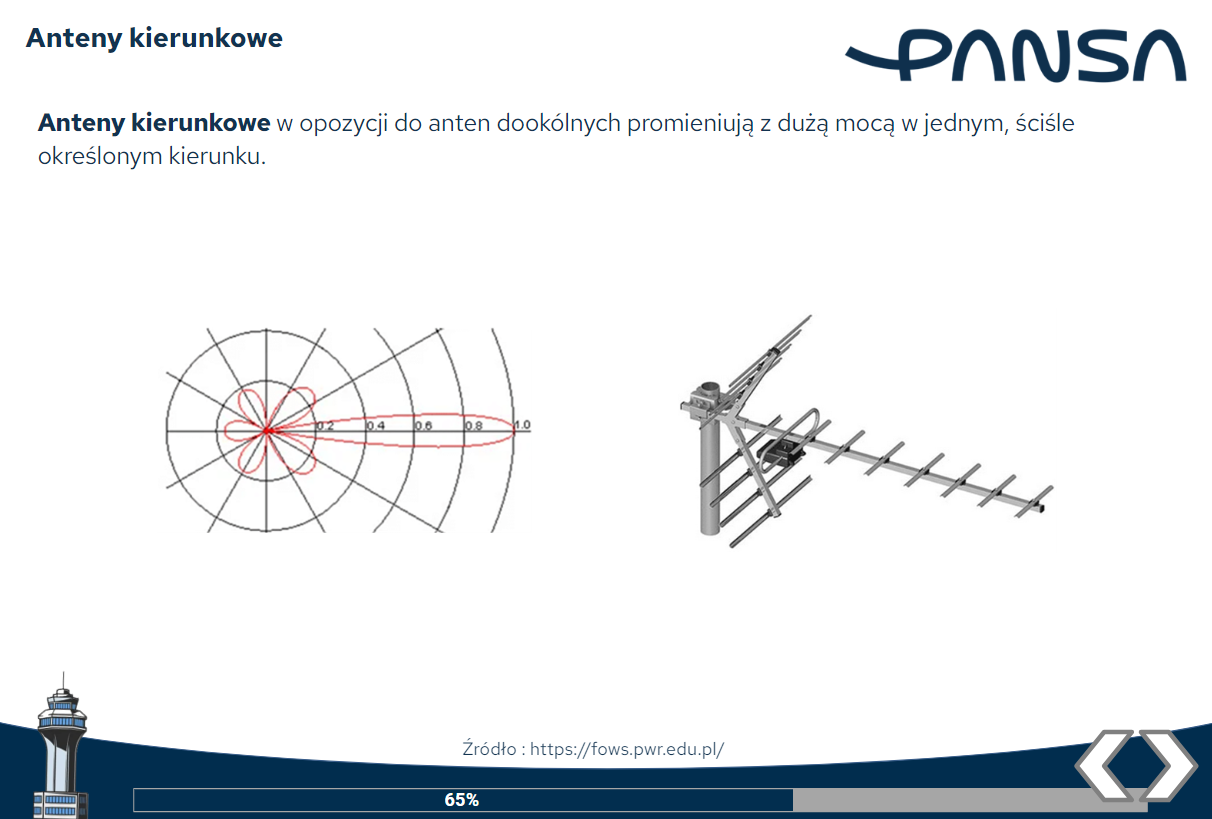 Anteny kierunkowe
PANSA
Anteny kierunkowe w opozycji do anten dookólnych promieniują z dużą mocą w jednym, ściśle
określonym kierunku.
0.2 0.4 0.6 0.8 1.0
Źródło : https://fows.pwr.edu.pl/
65%